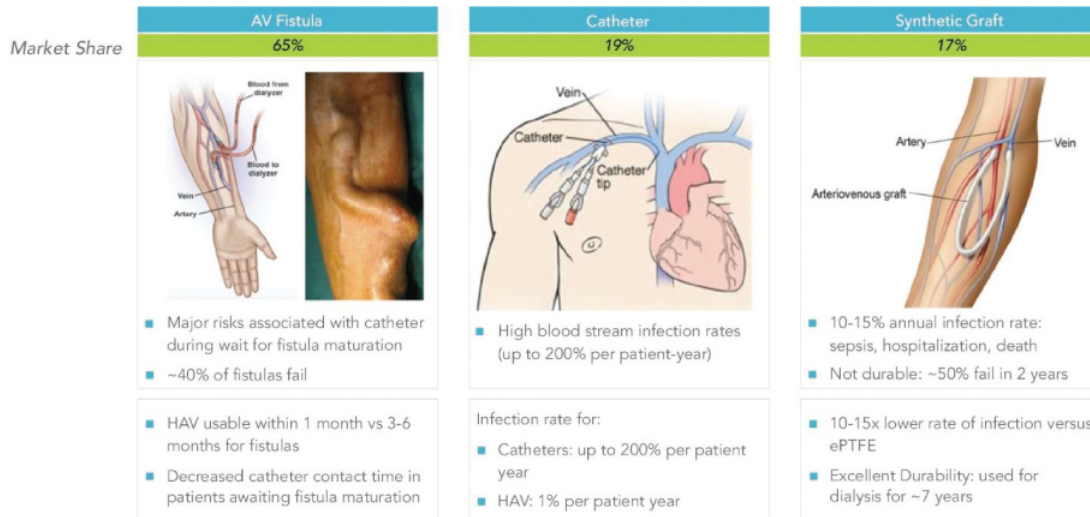 AV Fistula
Catheter
Synthetic Graft
Market Share
65%
19%
17%
Blood from
dialyzer
Blood to
dialyzer
Vein
Artery
Vein
Catheter
Catheter
tip
Artery
Vein
Arteriovenous graft
Major risks associated with catheter
during wait for fistula maturation
~40% of fistulas fail
High blood stream infection rates
(up to 200% per patient-year)
10-15% annual infection rate:
sepsis, hospitalization, death
Not durable: ~50% fail in 2 years
HAV usable within 1 month vs 3-6
months for fistulas
Decreased catheter contact time in
patients awaiting fistula maturation
Infection rate for:
Catheters: up to 200% per patient
year
HAV: 1% per patient year
10-15x lower rate of infection versus
ePTFE
Excellent Durability: used for
dialysis for ~7 years